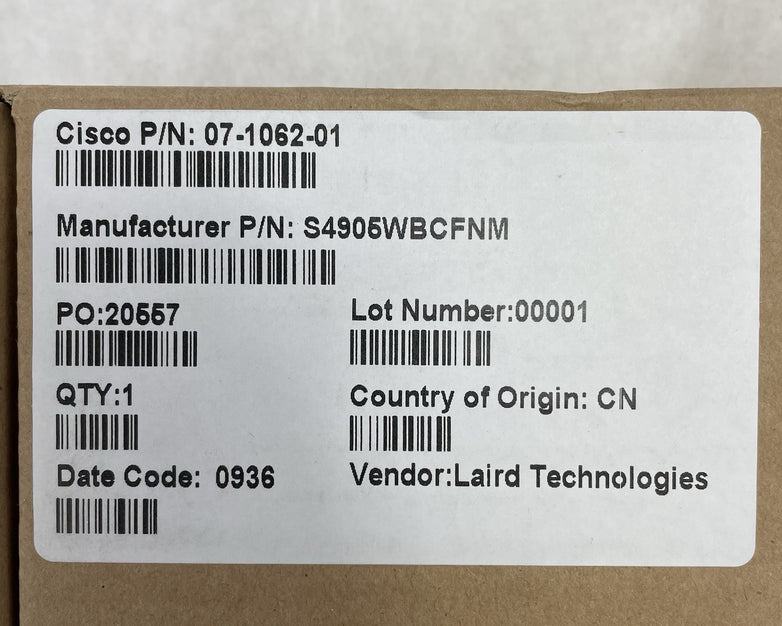 Cisco P/N: 07-1062-01
Manufacturer P/N: S4905WBCFNM
PO:20557
Lot Number:00001
QTY:1
Country of Origin: CN
Date Code: 0936
Vendor:Laird Technologies